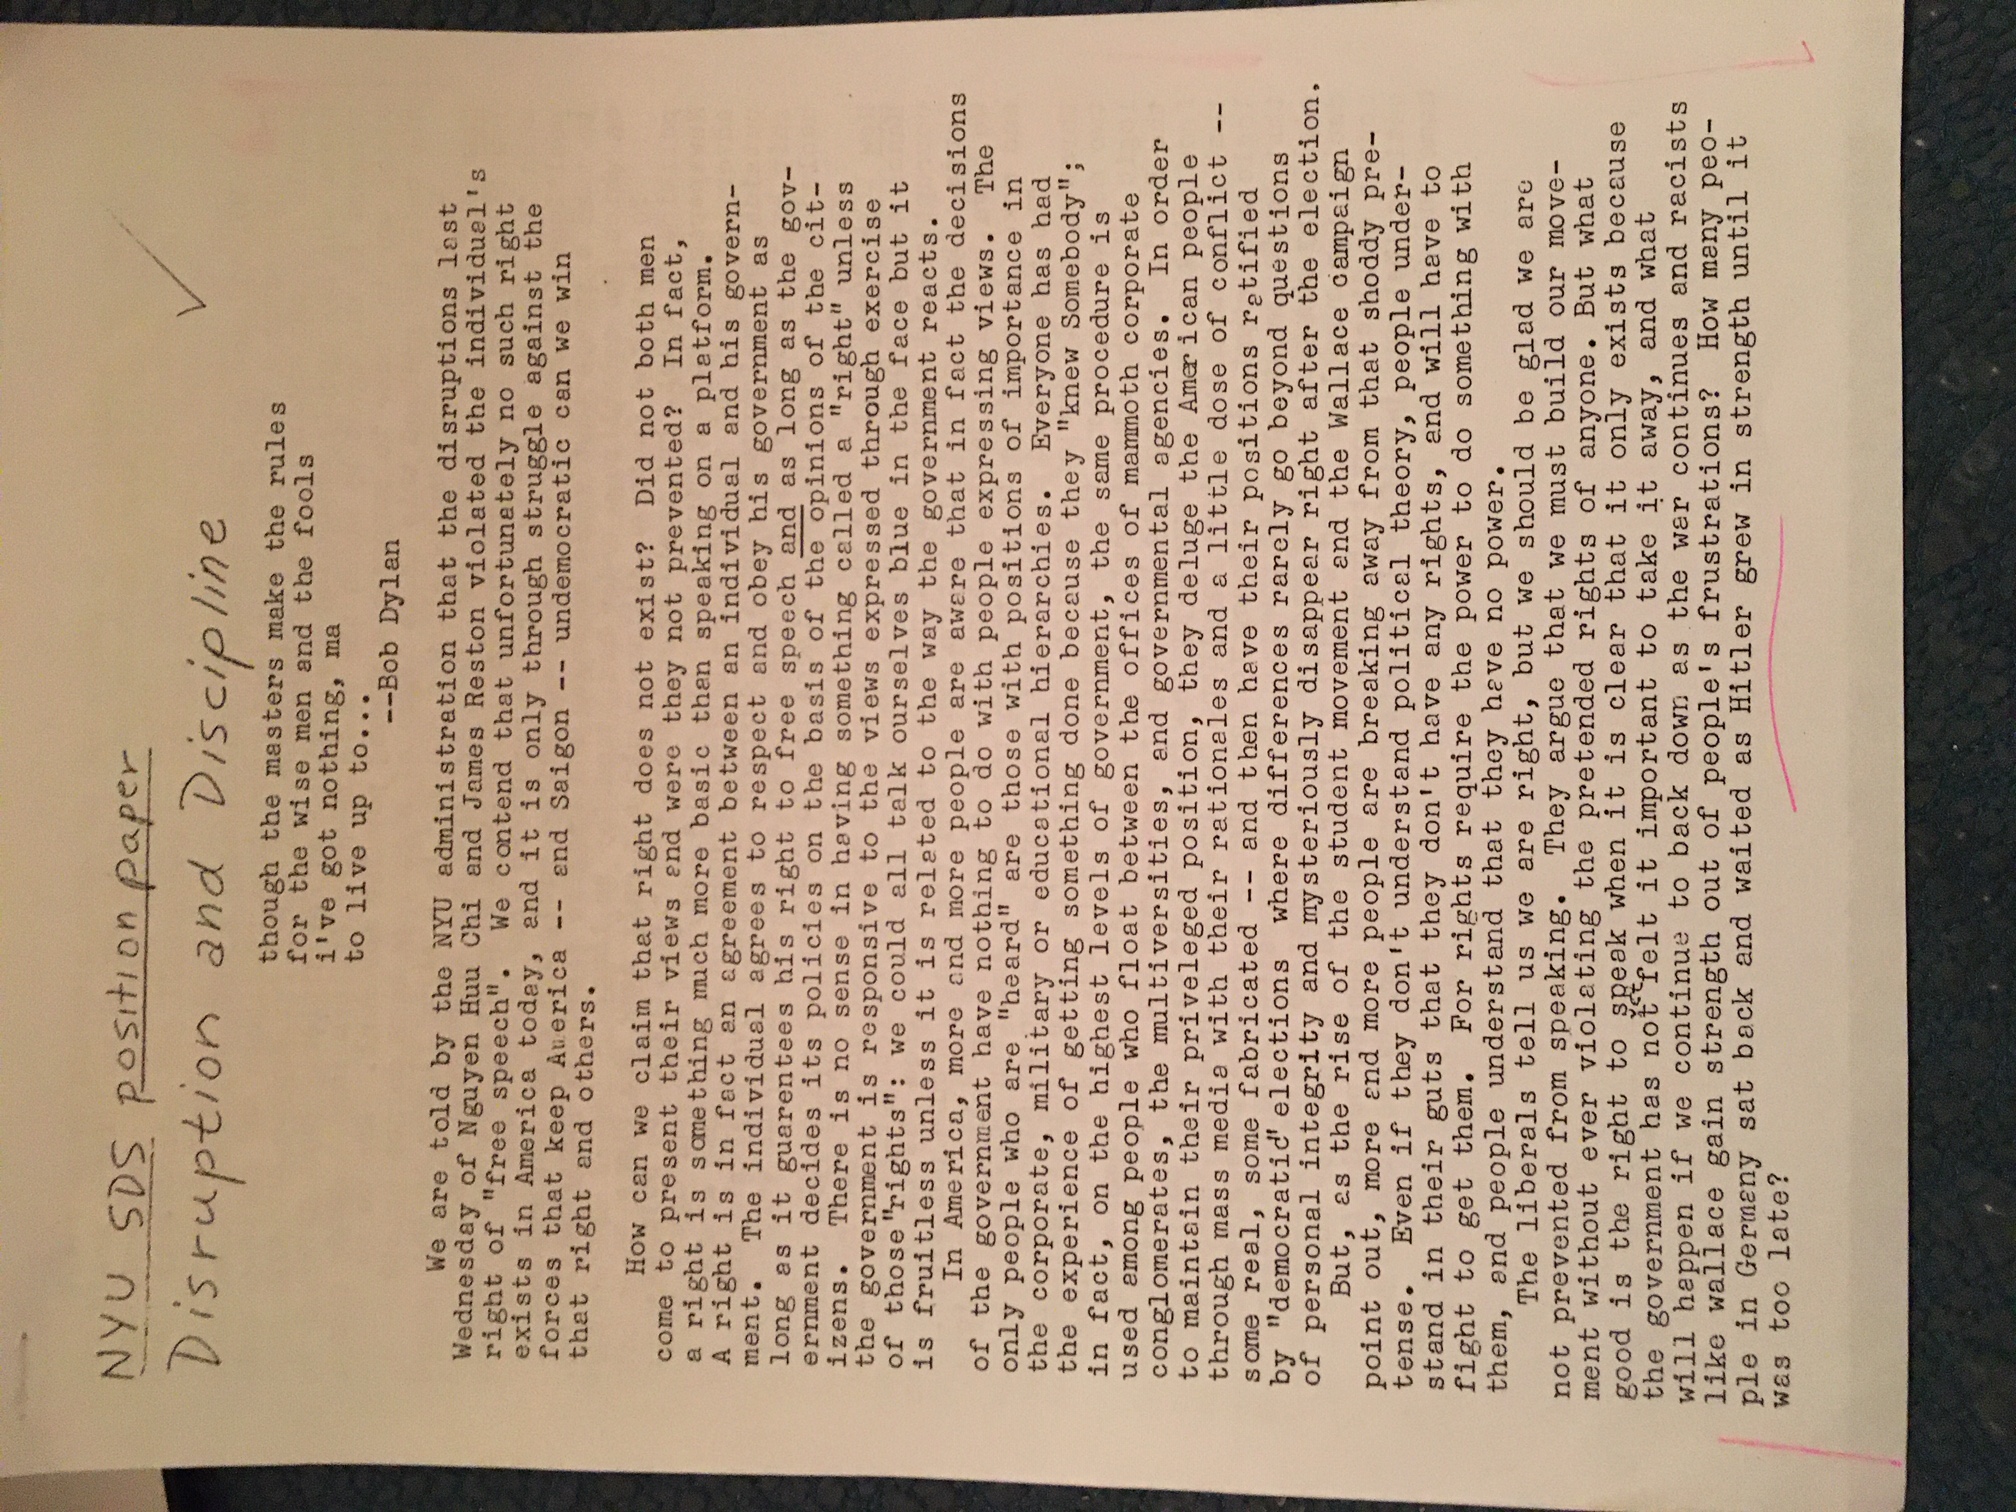 NYU SDS position paper
Disruption and Discipline
though the masters make the rules
for the wise men and the fools
i've got nothing, ma
to live up to...
--Bob Dylan
We are told by the NYU administration that the disruptions last
Wednesday of Nguyen Huu Chi and James Reston violated the individuel's
right of "free speech". We contend that unfortunately no such right
exists in America today, and it is only through struggle against the
forces that keep America -- and Saigon -- undemocratic can we win
that right and others.
How can we claim that right does not exist? Did not both men
come to present their views and were they not prevented? In fact,
a right is something much more basic than speaking on a platform.
A right is in fact an agreement between an individual and his govern-
ment. The individual agrees to respect and obey his government as
long as it guarentees his right to free speech and as long as the gov-
ernment decides its policies on the basis of the opinions of the cit-
izens. There is no sense in having something called a "right" unless
the government is responsive to the views expressed through exercise
of those"rights": we could all talk ourselves blue in the face but it
is fruitless unless it is related to the way the government reacts.
In America, more and more people are aware that in fact the decisions
of the government have nothing to do with people expressing views. The
only people who are "heard" are those with positions of importance in
the corporate, military or educational hierarchies. Everyone has had
the experience of getting something done because they "knew Somebody";
in fact, on the highest levels of government, the same procedure is
used among people who float between the offices of mammoth corporate
conglomerates, the multiversities, and governmental agencies. In order
to maintain their priveleged position, they deluge the American people
through mass media with their rationales and a little dose of conflict --
some real, some fabricated -- and then have their positions ratified
by "democratic" elections where differences rarely go beyond questions
of personal integrity and mysteriously disappear right after the election.
But, as the rise of the student movement and the Wallace campaign
point out, more and more people are breaking away from that shoddy pre-
tense. Even if they don't understand political theory, people under-
stand in their guts that they don't have any rights, and will have to
fight to get them. For rights require the power to do something with
them, and people understand that they have no power.
The liberals tell us we are right, but we should be glad we are
not prevented from speaking. They argue that we must build our move-
ment without ever violating the pretended rights of anyone. But what
good is the right to speak when it is clear that it only exists because
the government has not yet felt it important to take it away, and what
will happen if we continue to back down as the war continues and racists
like wallace gain strength out of people's frustrations? How many peo-
ple in Germany sat back and waited as Hitler grew in strength until it
was too late?